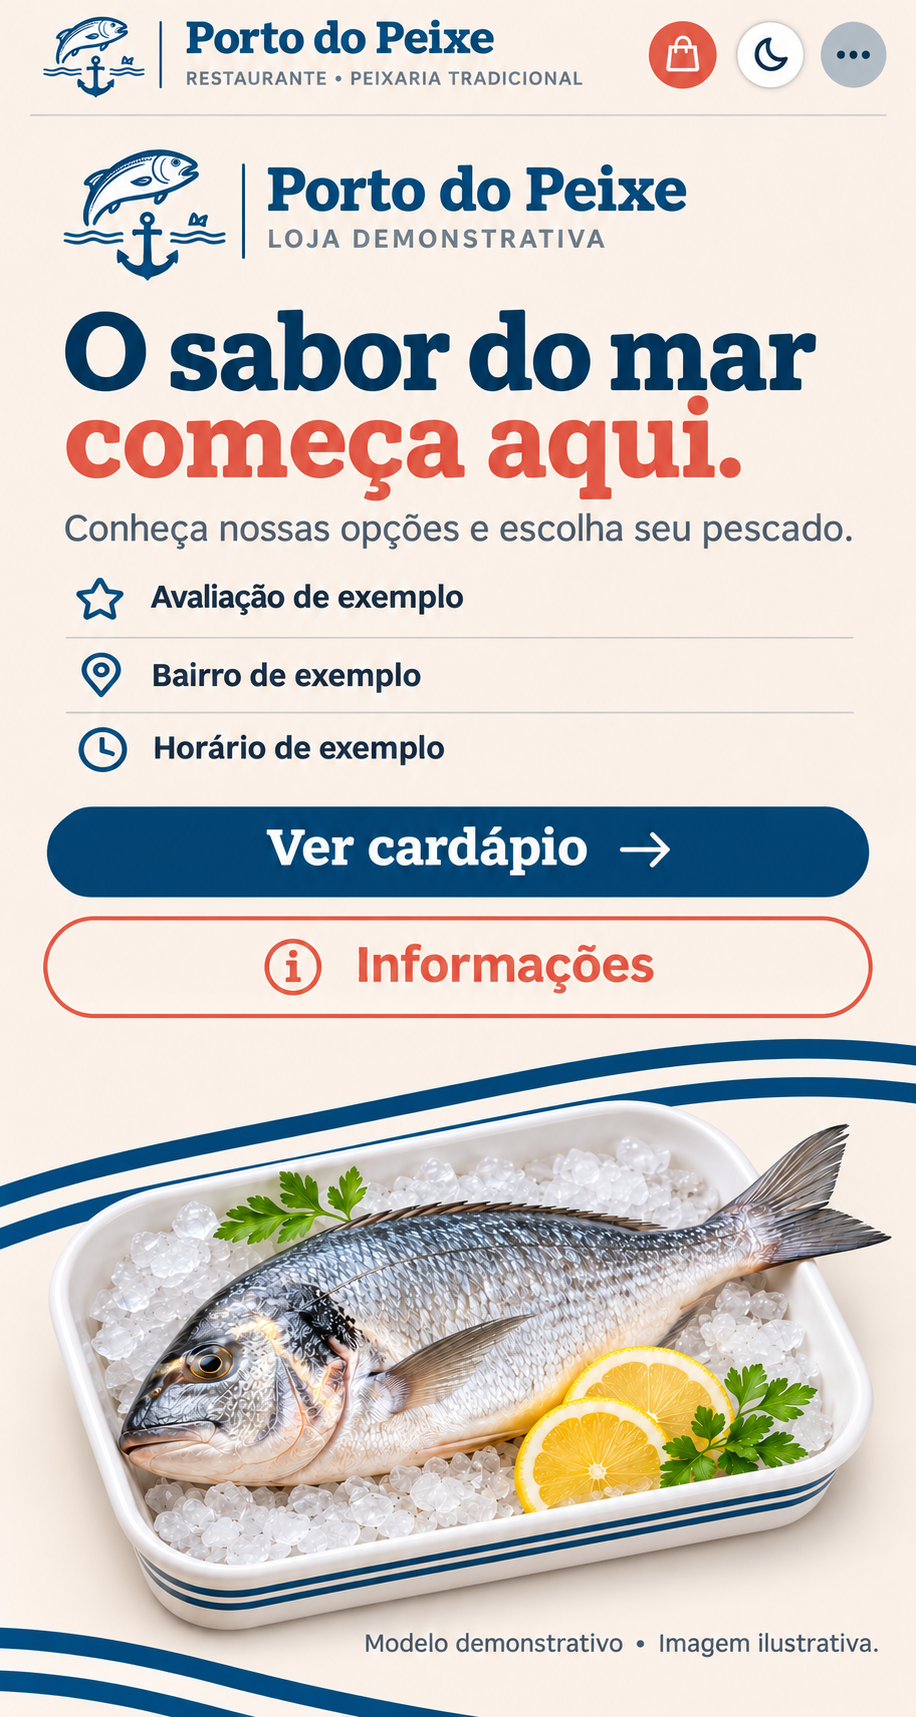 Porto do Peixe
RESTAURANTE • PEIXARIA TRADICIONAL
Porto do Peixe
LOJA DEMONSTRATIVA
O sabor do mar
começa aqui.
Conheça nossas opções e escolha seu pescado.
Avaliação de exemplo
Bairro de exemplo
Horário de exemplo
Ver cardápio →
Informações
Modelo demonstrativo • Imagem ilustrativa.